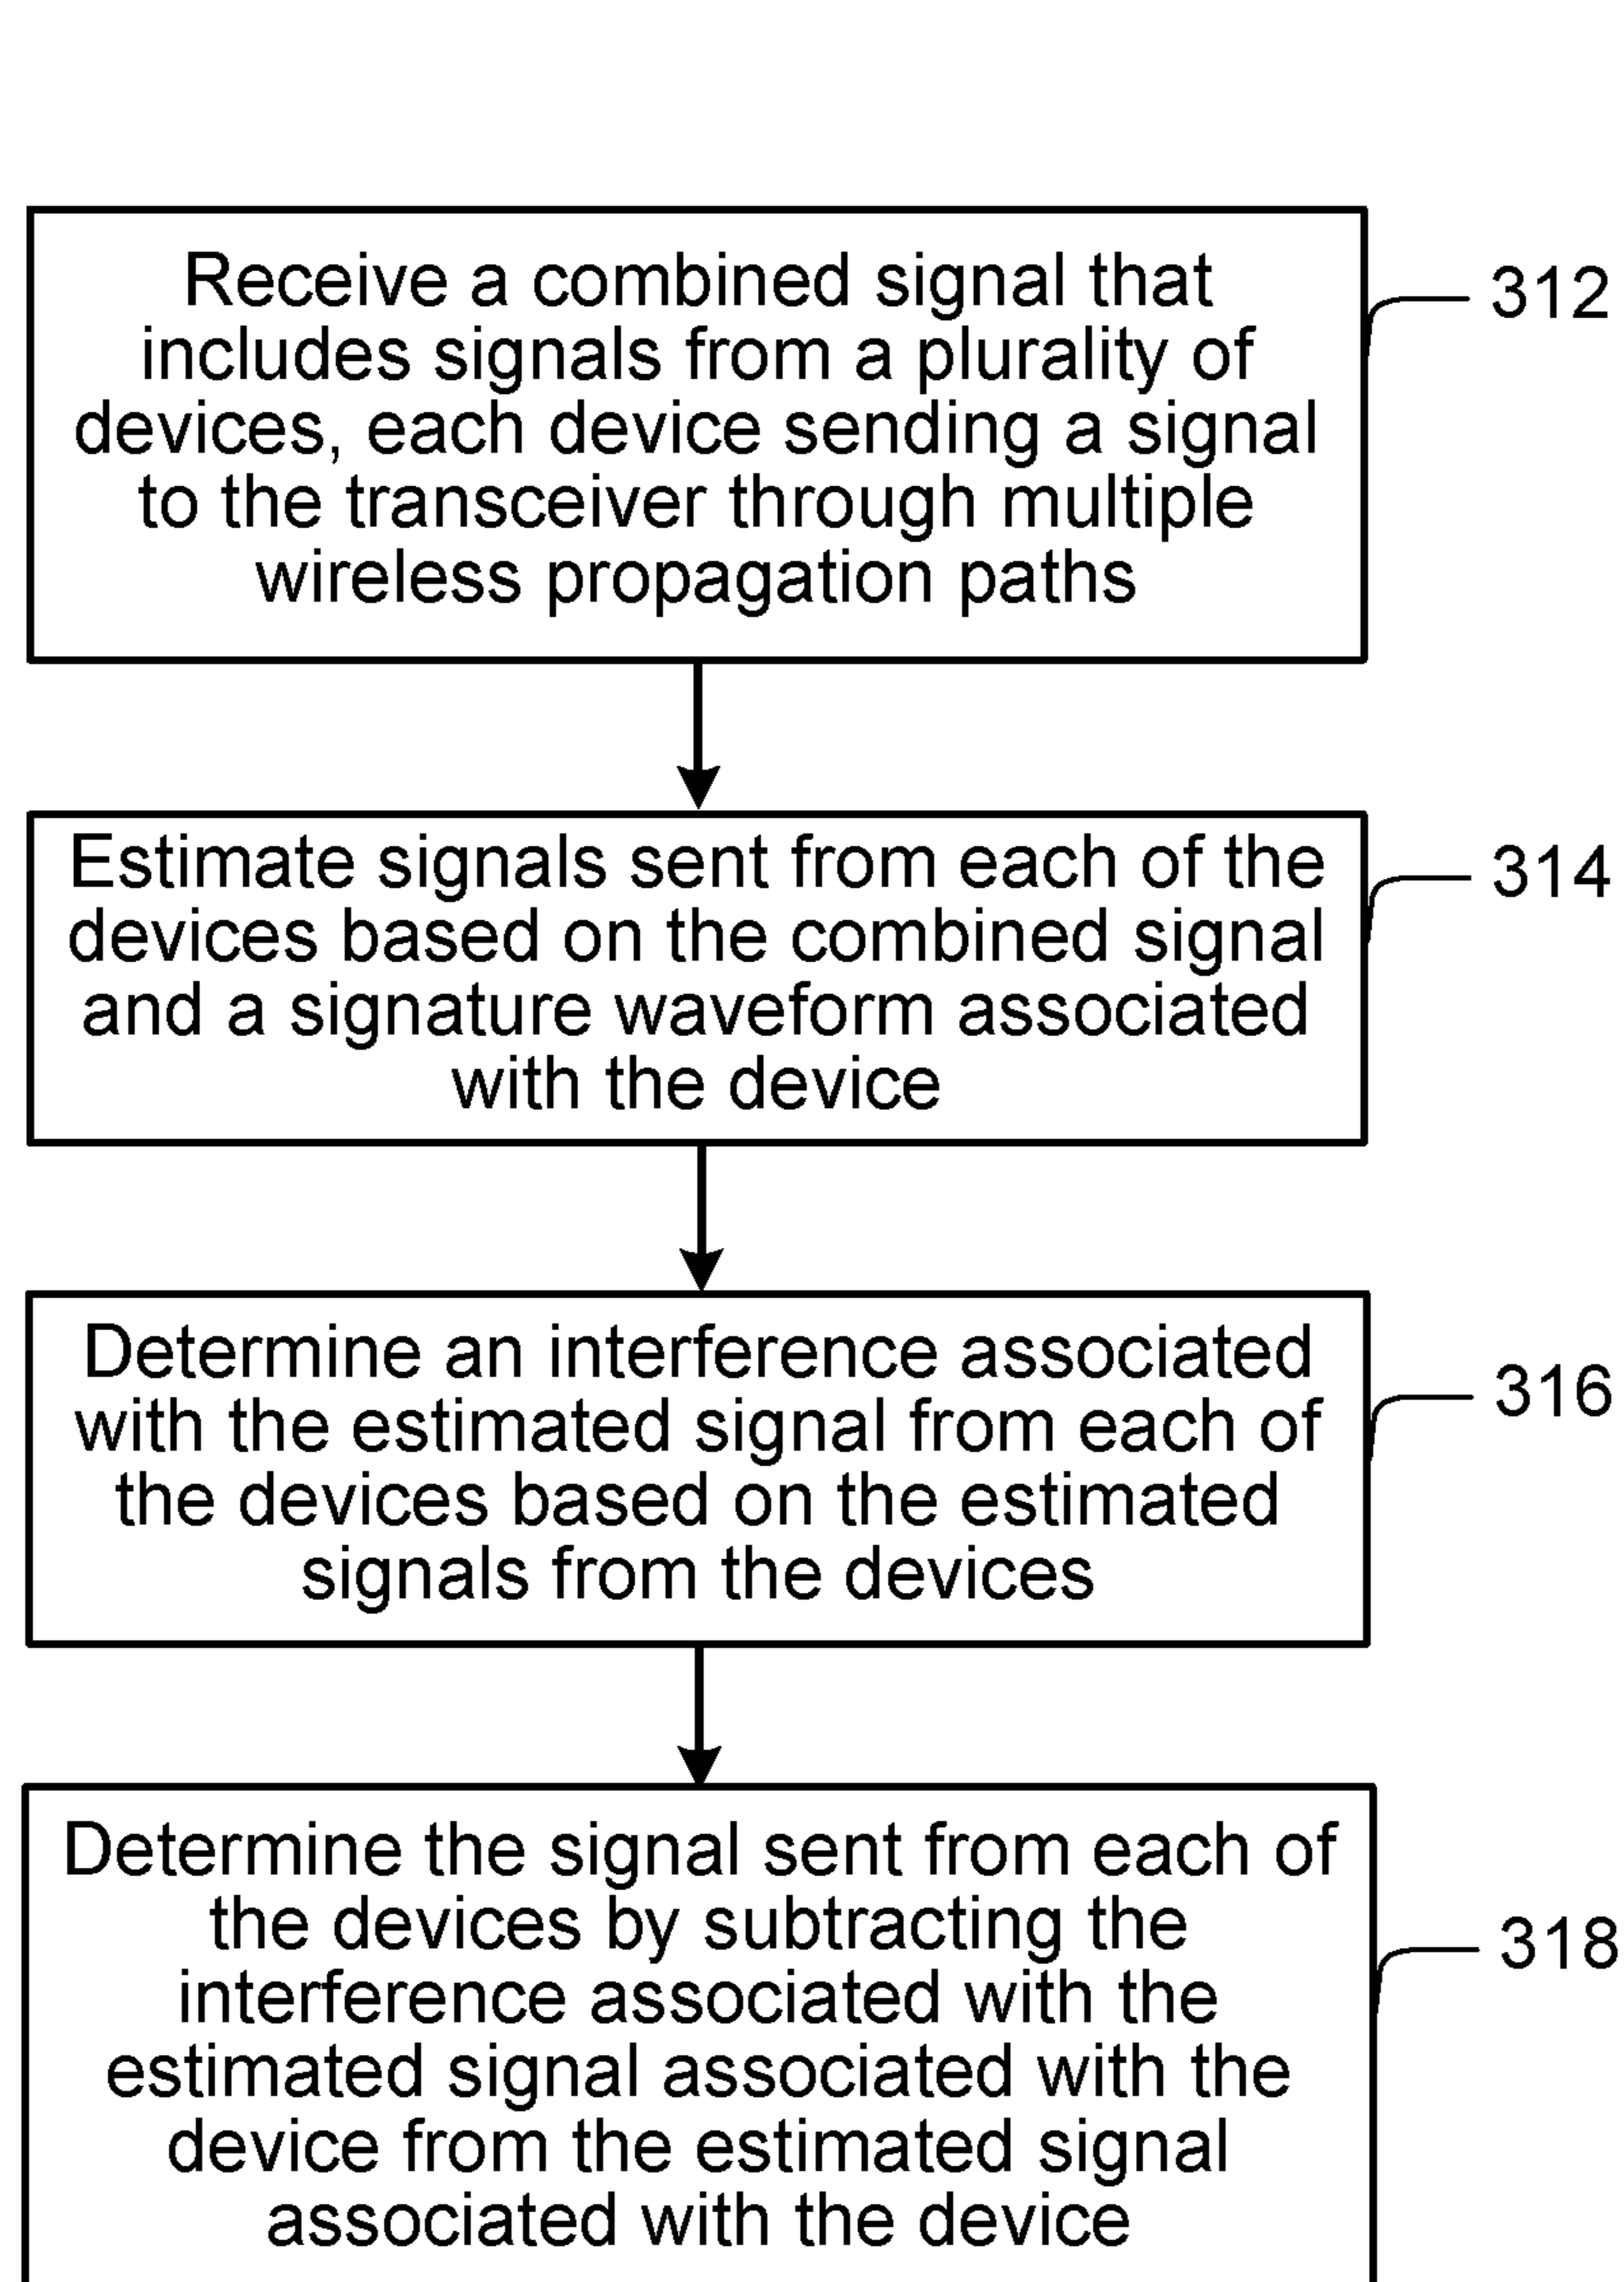 Receive a combined signal that
includes signals from a plurality of
devices, each device sending a signal
to the transceiver through multiple
wireless propagation paths
312
Estimate signals sent from each of the
devices based on the combined signal
and a signature waveform associated
with the device
314
Determine an interference associated
with the estimated signal from each of
the devices based on the estimated
signals from the devices
316
Determine the signal sent from each of
the devices by subtracting the
interference associated with the
estimated signal associated with the
device from the estimated signal
associated with the device
318